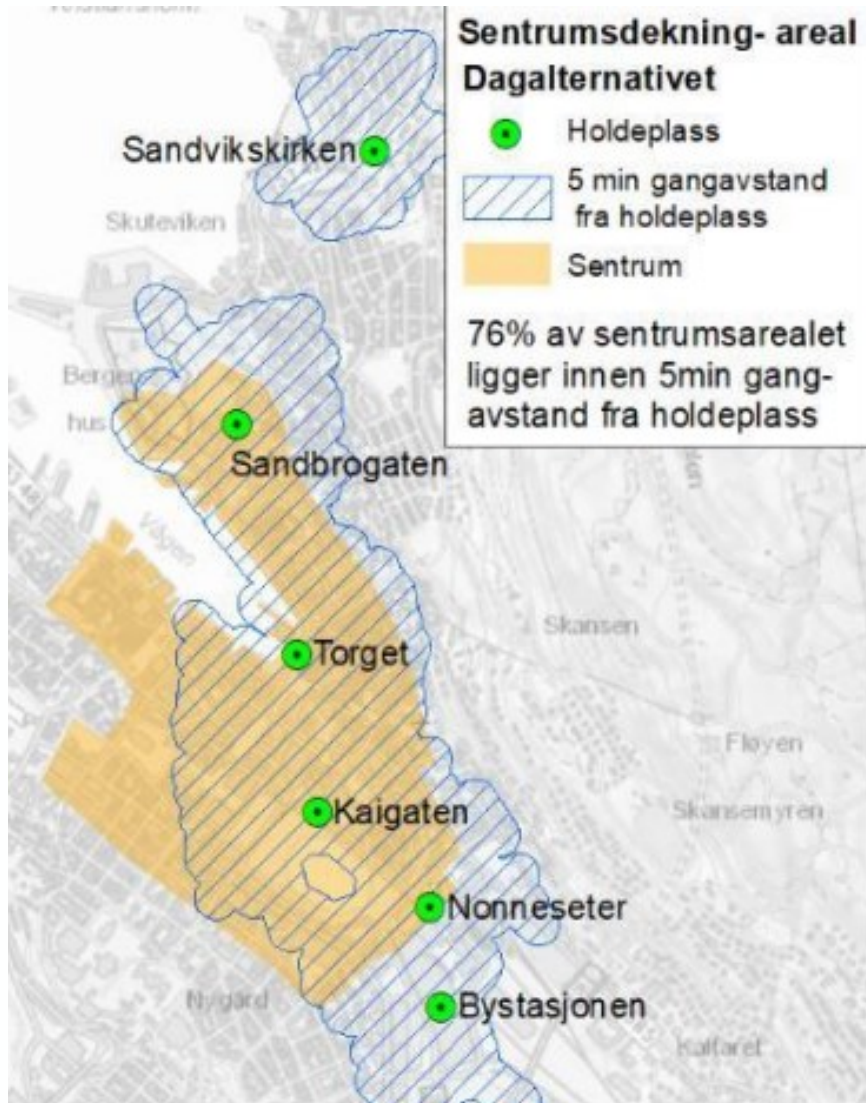 Sentrumsdekning- areal
Dagalternativet
Holdeplass
5 min gangavstand
fra holdeplass
Sentrum
76% av sentrumsarealet
ligger innen 5min gang-
avstand fra holdeplass
Sandvikskirken
Skuteviken
Bergen
hus
Sandbrogaten
Vågen
Torget
Skansen
Fløyen
Kaigaten
Skansemyren
Nonneseter
Nygård
Bystasjonen
Kalfaret